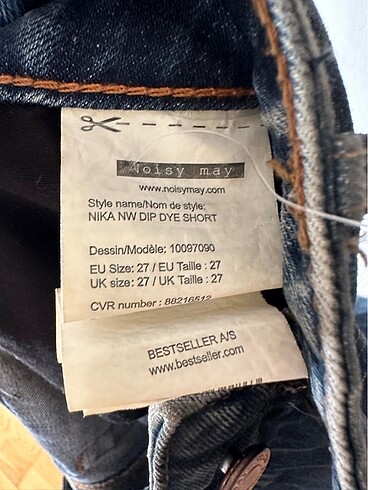 Noisy may
www.noisymay.com
Style name/Nom de style:
NIKA NW DIP DYE SHORT
Dessin/Modèle: 10097090
EU Size: 27 / EU Taille : 27
UK size: 27 / UK Taille : 27
CVR number : 88216512
BESTSELLER A/S
www.bestseller.com